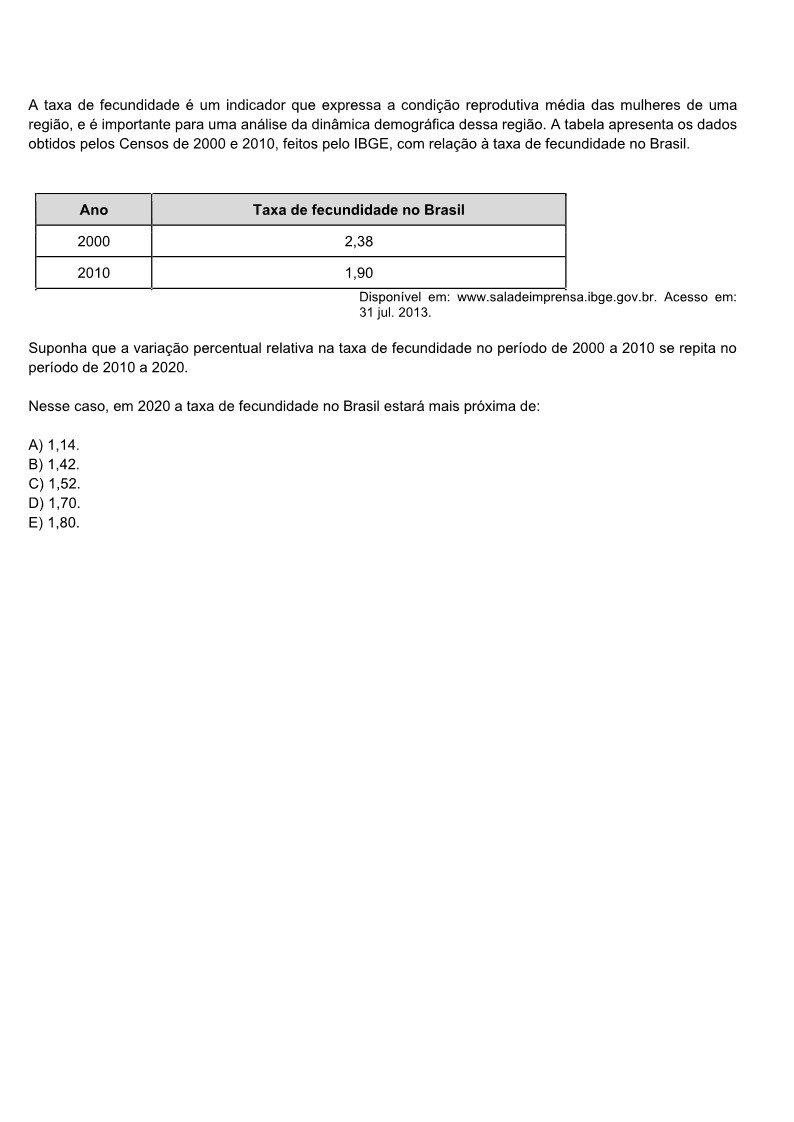 A taxa de fecundidade é um indicador que expressa a condição reprodutiva média das mulheres de uma
região, e é importante para uma análise da dinâmica demográfica dessa região. A tabela apresenta os dados
obtidos pelos Censos de 2000 e 2010, feitos pelo IBGE, com relação à taxa de fecundidade no Brasil.
Ano Taxa de fecundidade no Brasil
2000 2,38
2010 1,90
Disponível em: www.saladeimprensa.ibge.gov.br. Acesso em:
31 jul. 2013.
Suponha que a variação percentual relativa na taxa de fecundidade no período de 2000 a 2010 se repita no
período de 2010 a 2020.
Nesse caso, em 2020 a taxa de fecundidade no Brasil estará mais próxima de:
A) 1,14.
B) 1,42.
C) 1,52.
D) 1,70.
E) 1,80.